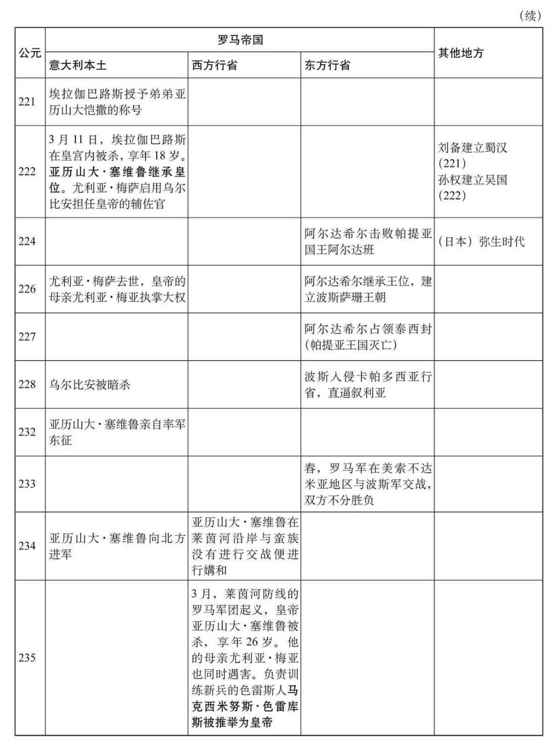 （续）
罗马帝国
公元
其他地方
意大利本土
西方行省
东方行省
221
埃拉伽巴路斯授予弟弟亚
历山大恺撒的称号
222
3 月 11 日，埃拉伽巴路斯
在皇宫内被杀，享年 18 岁。
亚历山大·塞维鲁继承皇
位。尤利亚·梅萨启用乌尔
比安担任皇帝的辅佐官
刘备建立蜀汉
(221)
孙权建立吴国
(222)
224
阿尔达希尔击败帕提亚
国王阿尔达班
（日本）弥生时代
226
尤利亚·梅萨去世，皇帝的
母亲尤利亚·梅亚执掌大权
阿尔达希尔继承王位，建
立波斯萨珊王朝
227
阿尔达希尔占领泰西封
（帕提亚王国灭亡）
228
乌尔比安被暗杀
波斯人侵卡帕多西亚行
省，直逼叙利亚
232
亚历山大·塞维鲁亲自率军
东征
233
春，罗马军在美索不达
米亚地区与波斯军交战，
双方不分胜负
234
亚历山大·塞维鲁向北方
进军
亚历山大·塞维鲁在
莱茵河沿岸与蛮族
没有进行交战便进
行媾和
235
3 月，莱茵河防线的
罗马军团起义，皇帝
亚历山大·塞维鲁被
杀，享年 26 岁。他
的母亲尤利亚·梅亚
也同时遇害。负责训
练新兵的色雷斯人马
克西米努斯·色雷库
斯被推举为皇帝